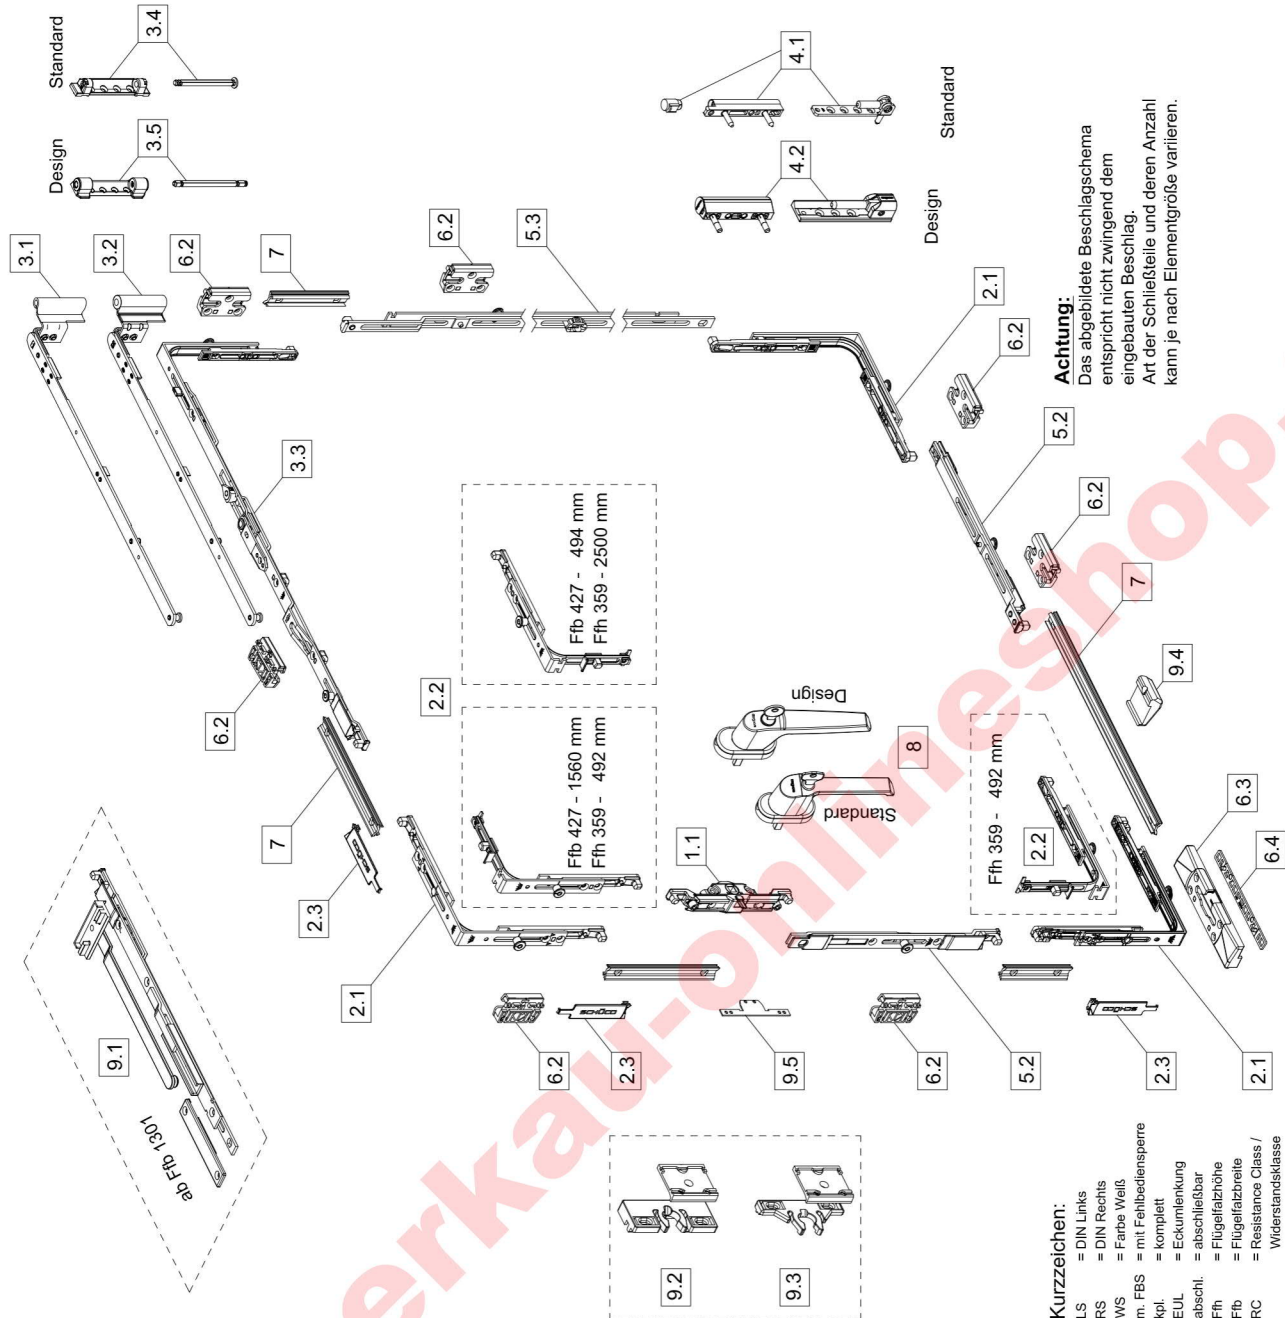 3.1
3.2
6.2
7
Design
3.5
Standard
3.4
6.2
5.3
4.1
4.2
Standard
Design
3.3
6.2
7
2.3
2.2
Ffb 427 - 494 mm
Ffh 359 - 2500 mm
Ffb 427 - 1560 mm
Ffh 359 - 492 mm
2.1
6.2
Achtung:
Das abgebildete Beschlagschema
entspricht nicht zwingend dem
eingebauten Beschlag.
Art der Schließteile und deren Anzahl
kann je nach Elementgröße variieren.
5.2
6.2
7
9.4
Design
Standard
8
1.1
Ffh 359 - 492 mm
2.2
6.3
6.4
9.1
ab Ffb 1301
2.1
6.2
2.3
9.5
6.2
5.2
2.3
2.1
9.2
9.3
Kurzzeichen:
LS = DIN Links
RS = DIN Rechts
WS = Farbe Weiß
m. FBS = mit Fehlbediensperre
kpl. = komplett
EUL = Eckumlenkung
abschl. = abschließbar
Ffh = Flügelfalzhöhe
Ffb = Flügelfalzbreite
RC = Resistance Class /
Widerstandsklasse
erkau-onlineshop.